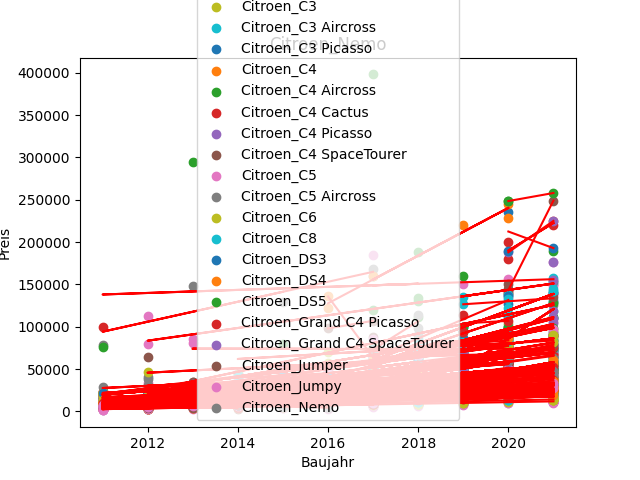 Citroen_C3
Citroen_C3 Aircross
Citroen_Nemo
Citroen_C3 Picasso
Citroen_C4
Citroen_C4 Aircross
Citroen_C4 Cactus
Citroen_C4 Picasso
Citroen_C4 SpaceTourer
Citroen_C5
Citroen_C5 Aircross
Citroen_C6
Citroen_C8
Citroen_DS3
Citroen_DS4
Citroen_DS5
Citroen_Grand C4 Picasso
Citroen_Grand C4 SpaceTourer
Citroen_Jumper
Citroen_Jumpy
Citroen_Nemo
400000
350000
300000
250000
200000
150000
100000
50000
0
Preis
2012 2014 2016 2018 2020
Baujahr